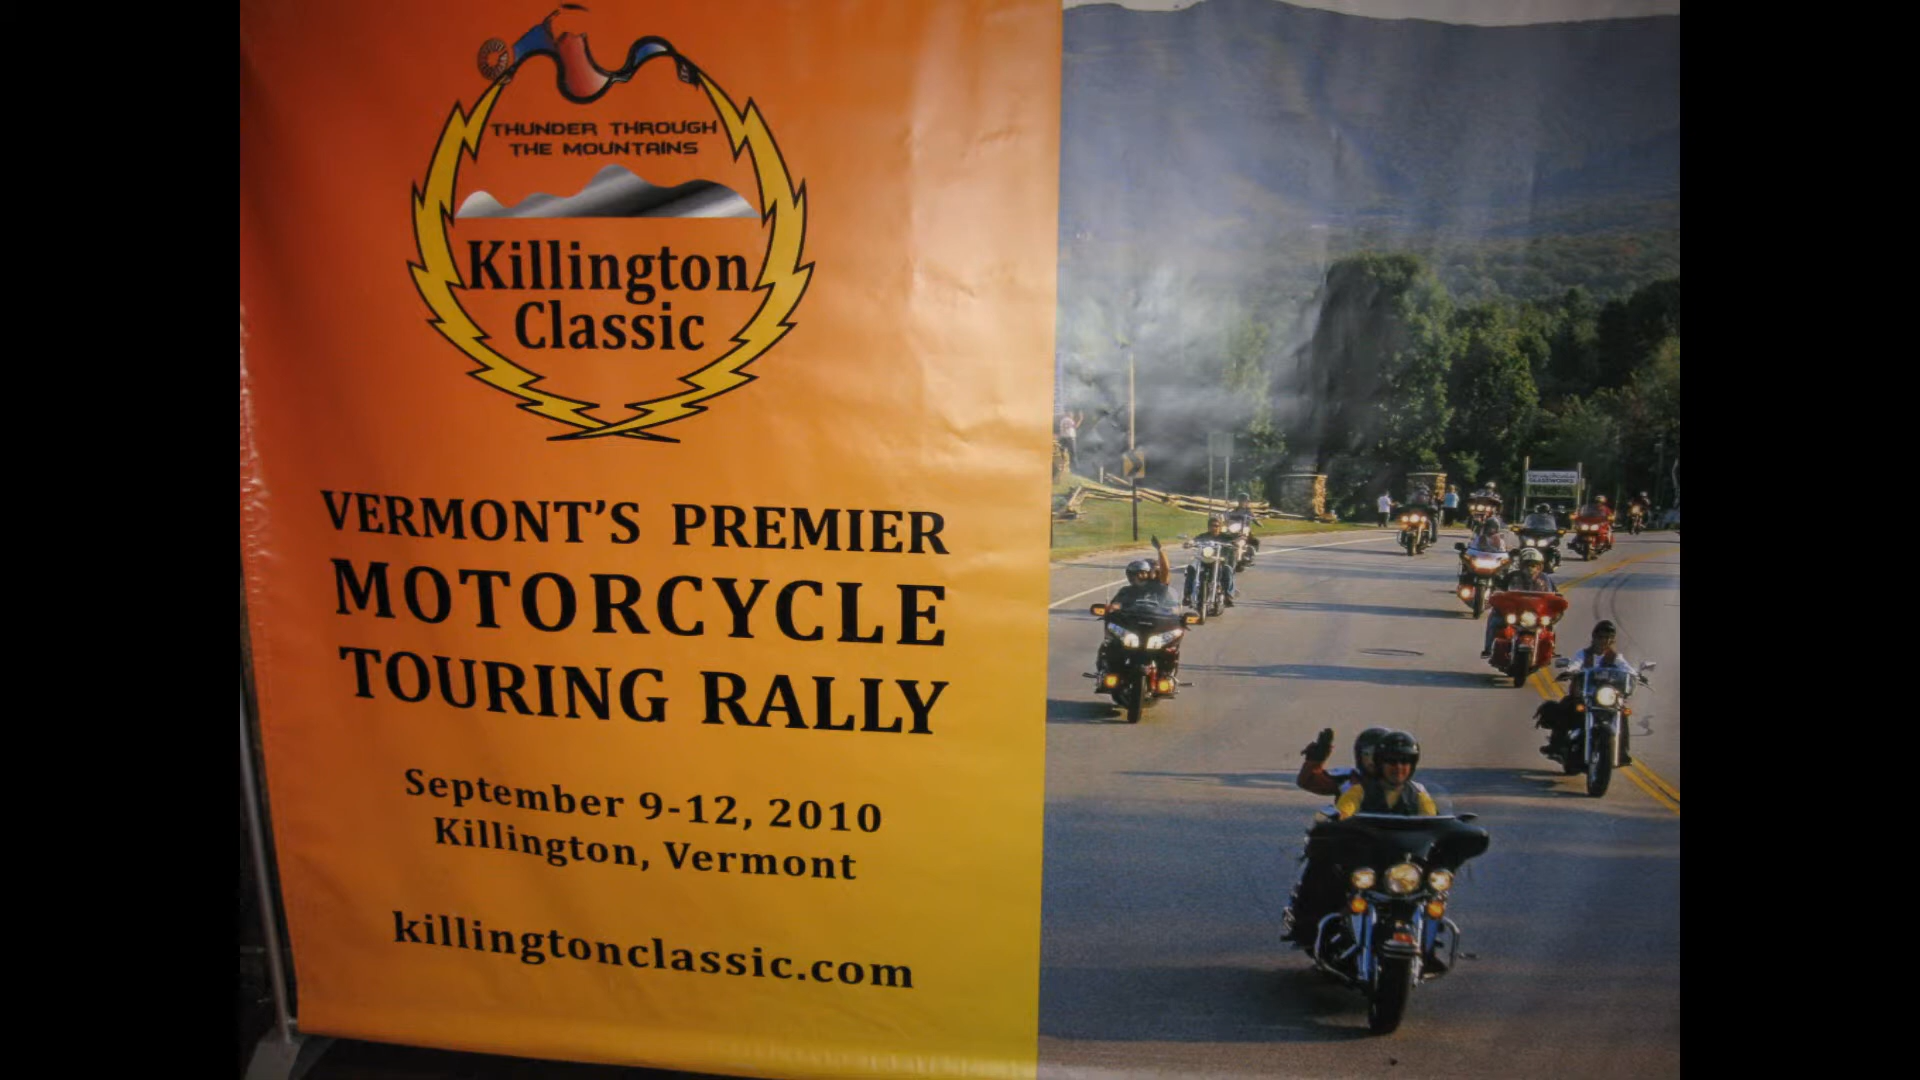 THUNDER THROUGH
THE MOUNTAINS
Killington
Classic
VERMONT'S PREMIER
MOTORCYCLE
TOURING RALLY
September 9-12, 2010
Killington, Vermont
killingtonclassic.com